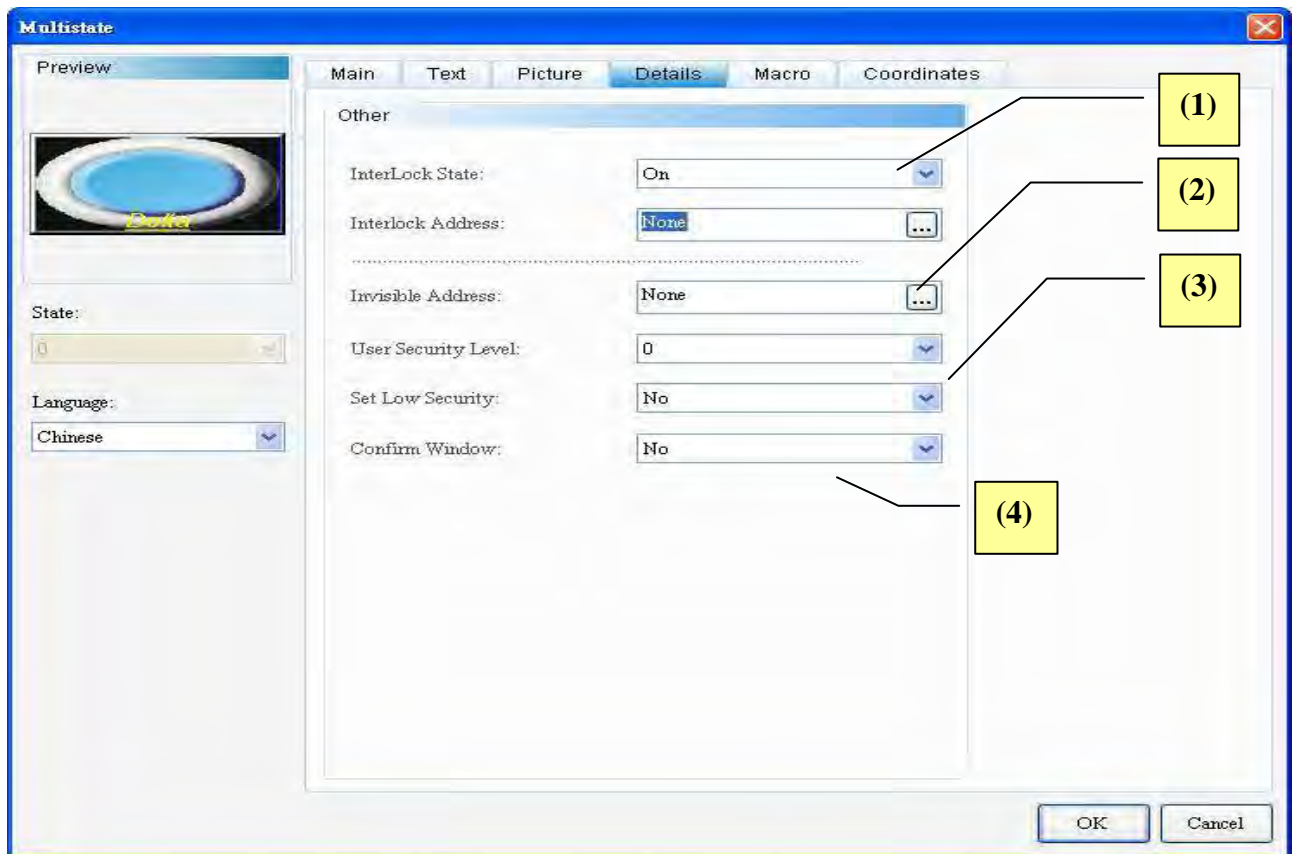 Multistate
Preview
Delta
State:
0
Language:
Chinese
Main Text Picture Details Macro Coordinates
Other
InterLock State: On
Interlock Address: None ...
Invisible Address: None ...
User Security Level: 0
Set Low Security: No
Confirm Window: No
(1)
(2)
(3)
(4)
OK Cancel